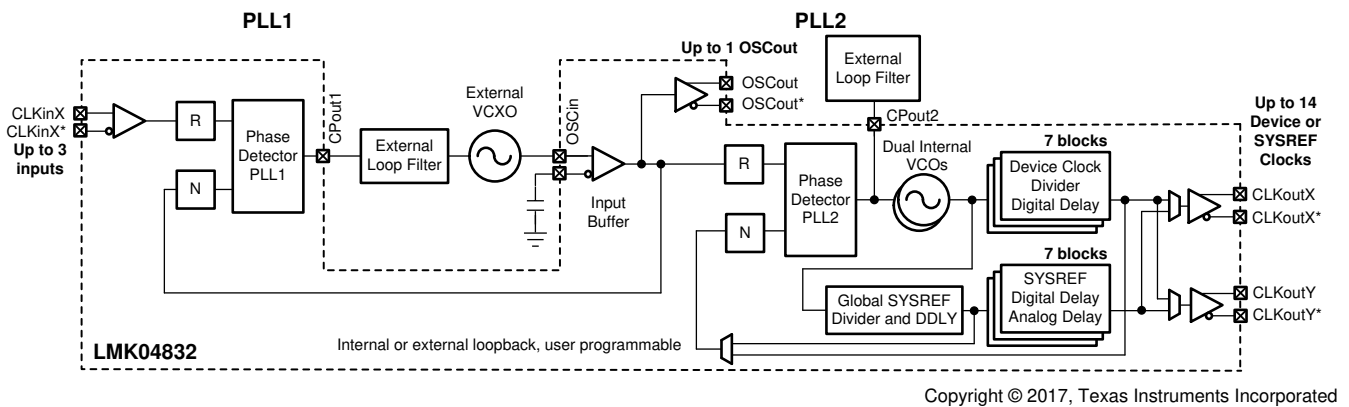 PLL1
PLL2
Up to 1 OSCout
External
Loop Filter
OSCout
OSCout*
CPout2
Up to 14
Device or
SYSREF
Clocks
CLKinX
CLKinX*
Up to 3
inputs
R
N
Phase
Detector
PLL1
CPout1
External
Loop Filter
External
VCXO
OSCin
Input
Buffer
R
N
Phase
Detector
PLL2
Dual Internal
VCOs
7 blocks
Device Clock
Divider
Digital Delay
CLKoutX
CLKoutX*
7 blocks
SYSREF
Digital Delay
Analog Delay
Global SYSREF
Divider and DDLY
CLKoutY
CLKoutY*
Internal or external loopback, user programmable
LMK04832
Copyright © 2017, Texas Instruments Incorporated